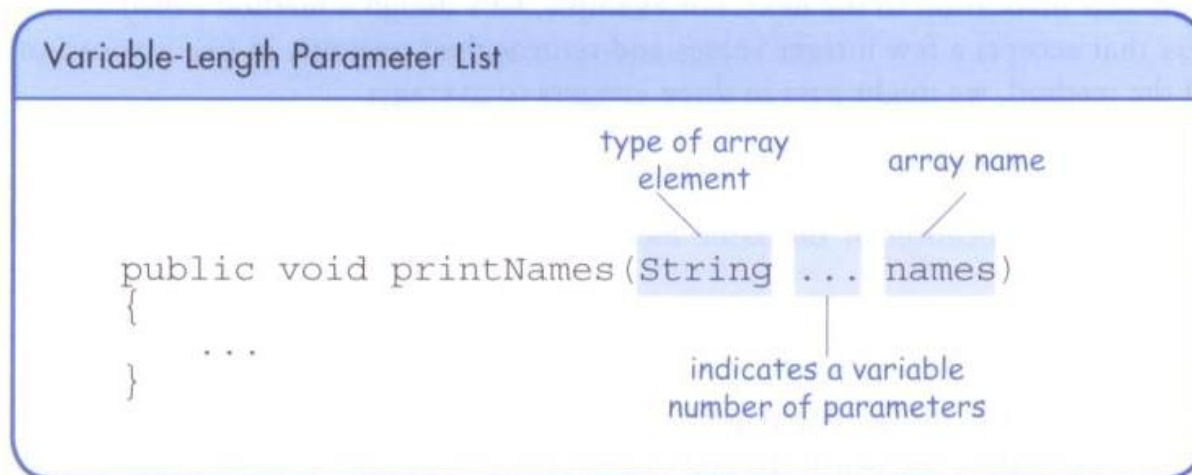 Variable-Length Parameter List
type of array
element
array name
public void printNames(String ... names)
{
...
}
indicates a variable
number of parameters